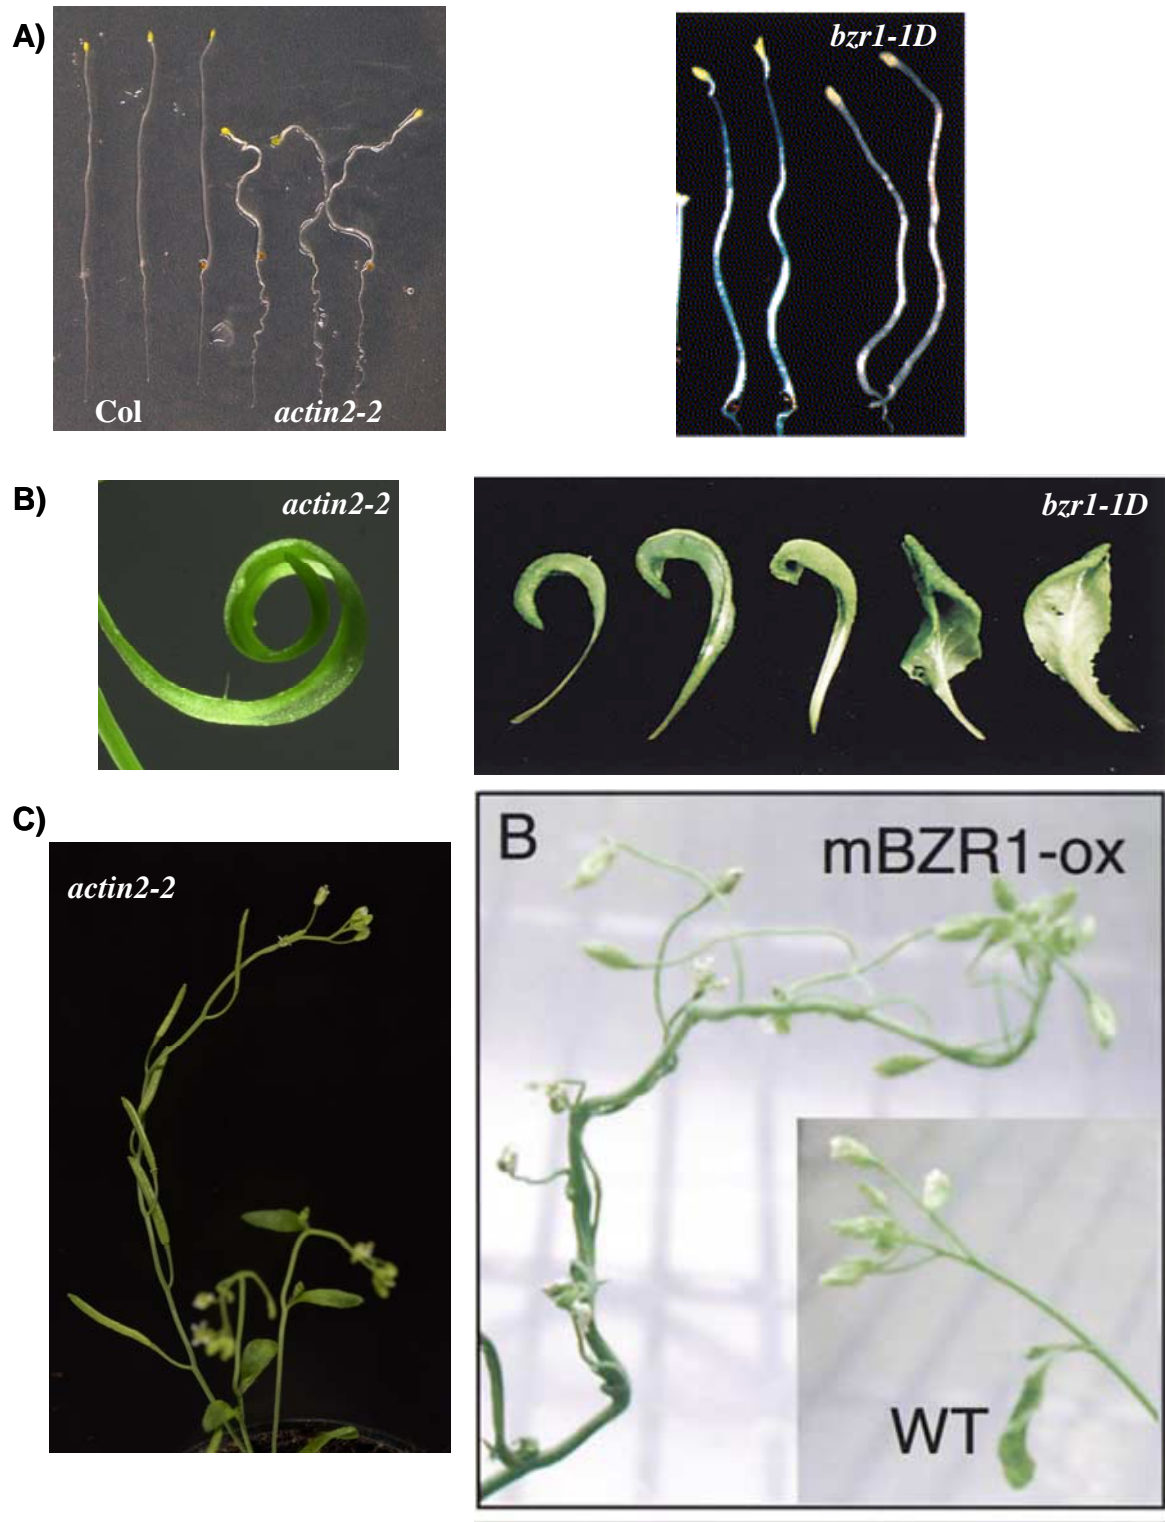 A)
bzr1-1D
Col
actin2-2
B)
actin2-2
bzr1-1D
C)
actin2-2
B
mBZR1-ox
WT